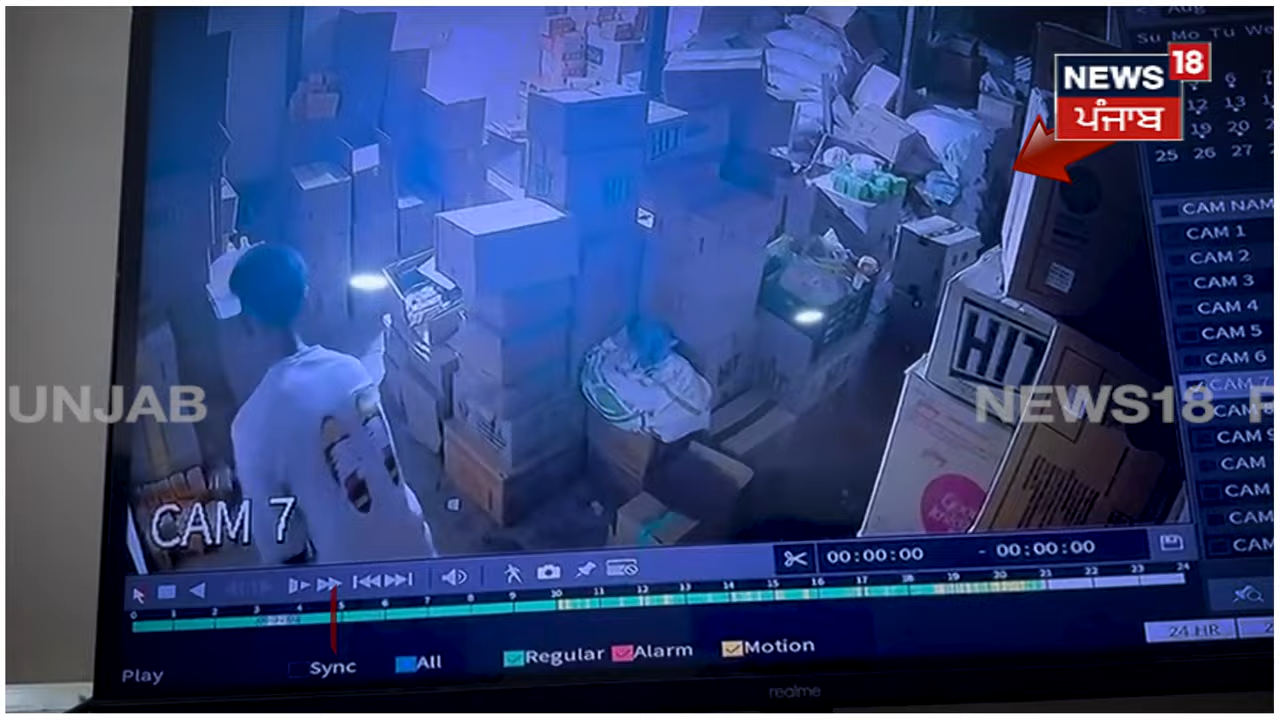 Su Mo Tu We
NEWS 18
ਪੰਜਾਬ
6 7
12 13
19 20
25 26 27
CAM NAM
CAM 1
CAM 2
CAM 3
CAM 4
CAM 5
CAM 6
CAM 7
CAM 8
CAM 9
CAM
CAM
CAM
CAM
HIT
HIT
UNJAB
NEWS18 P
CAM 7
00:00:00 - 00:00:00
0 1 2 3 4 5 6 7 8 9 10 11 12 13 14 15 16 17 18 19 20 21 22 23 24
24 HR
Play
Sync
All
Regular
Alarm
Motion
realme